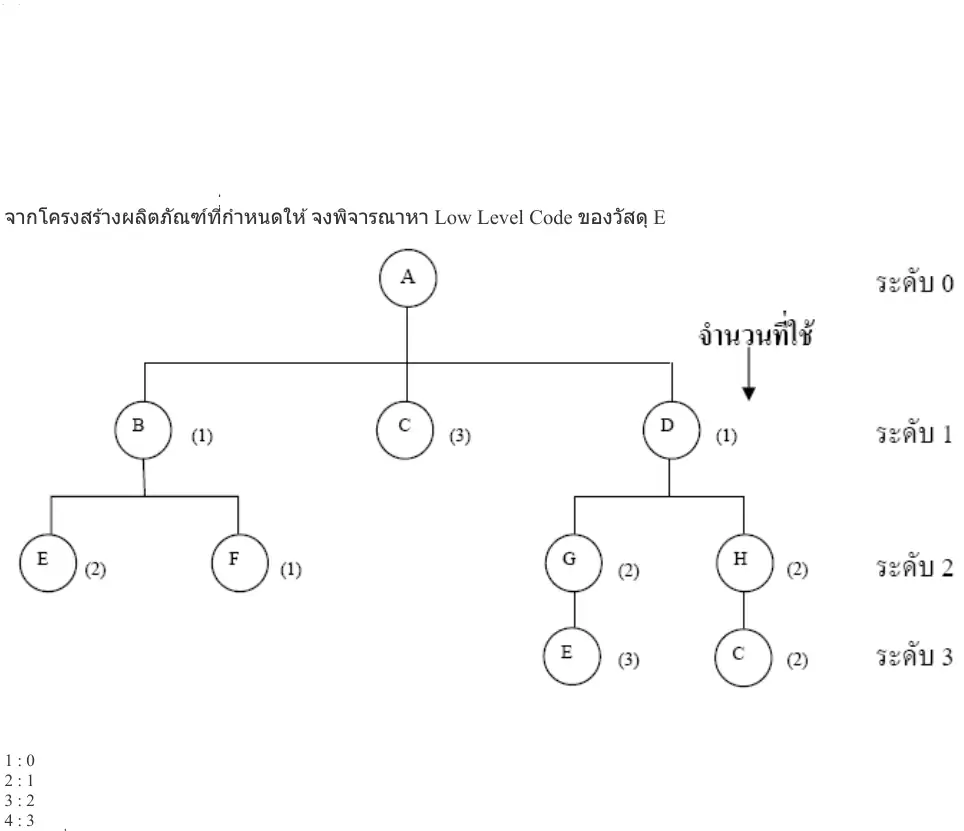 จากโครงสร้างผลิตภัณฑ์ที่กำหนดให้ จงพิจารณาหา Low Level Code ของวัสดุ E
A ระดับ 0
จำนวนที่ใช้
B (1) C (3) D (1) ระดับ 1
E (2) F (1) G (2) H (2) ระดับ 2
E (3) C (2) ระดับ 3
1 : 0
2 : 1
3 : 2
4 : 3